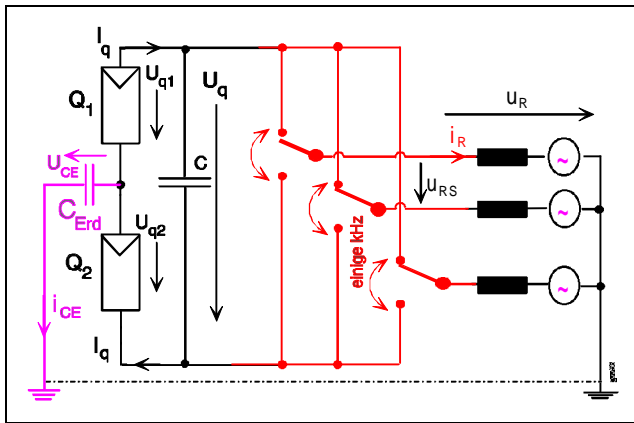 Iq
Uq1
Uq
Q1
UCE
C
CErd
Uq2
Q2
iCE
Iq
einige kHz
uR
iR
uRS
~
~
~